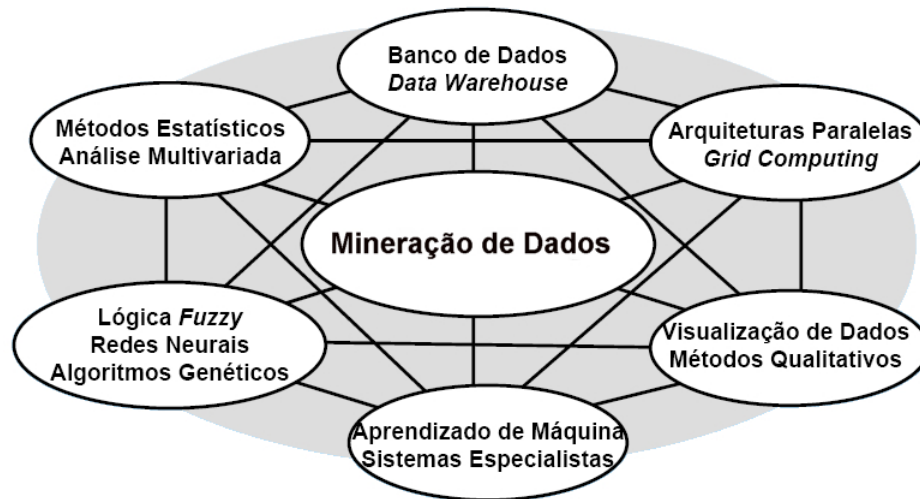 Banco de Dados
Data Warehouse
Métodos Estatísticos
Análise Multivariada
Arquiteturas Paralelas
Grid Computing
Mineração de Dados
Lógica Fuzzy
Redes Neurais
Algoritmos Genéticos
Visualização de Dados
Métodos Qualitativos
Aprendizado de Máquina
Sistemas Especialistas